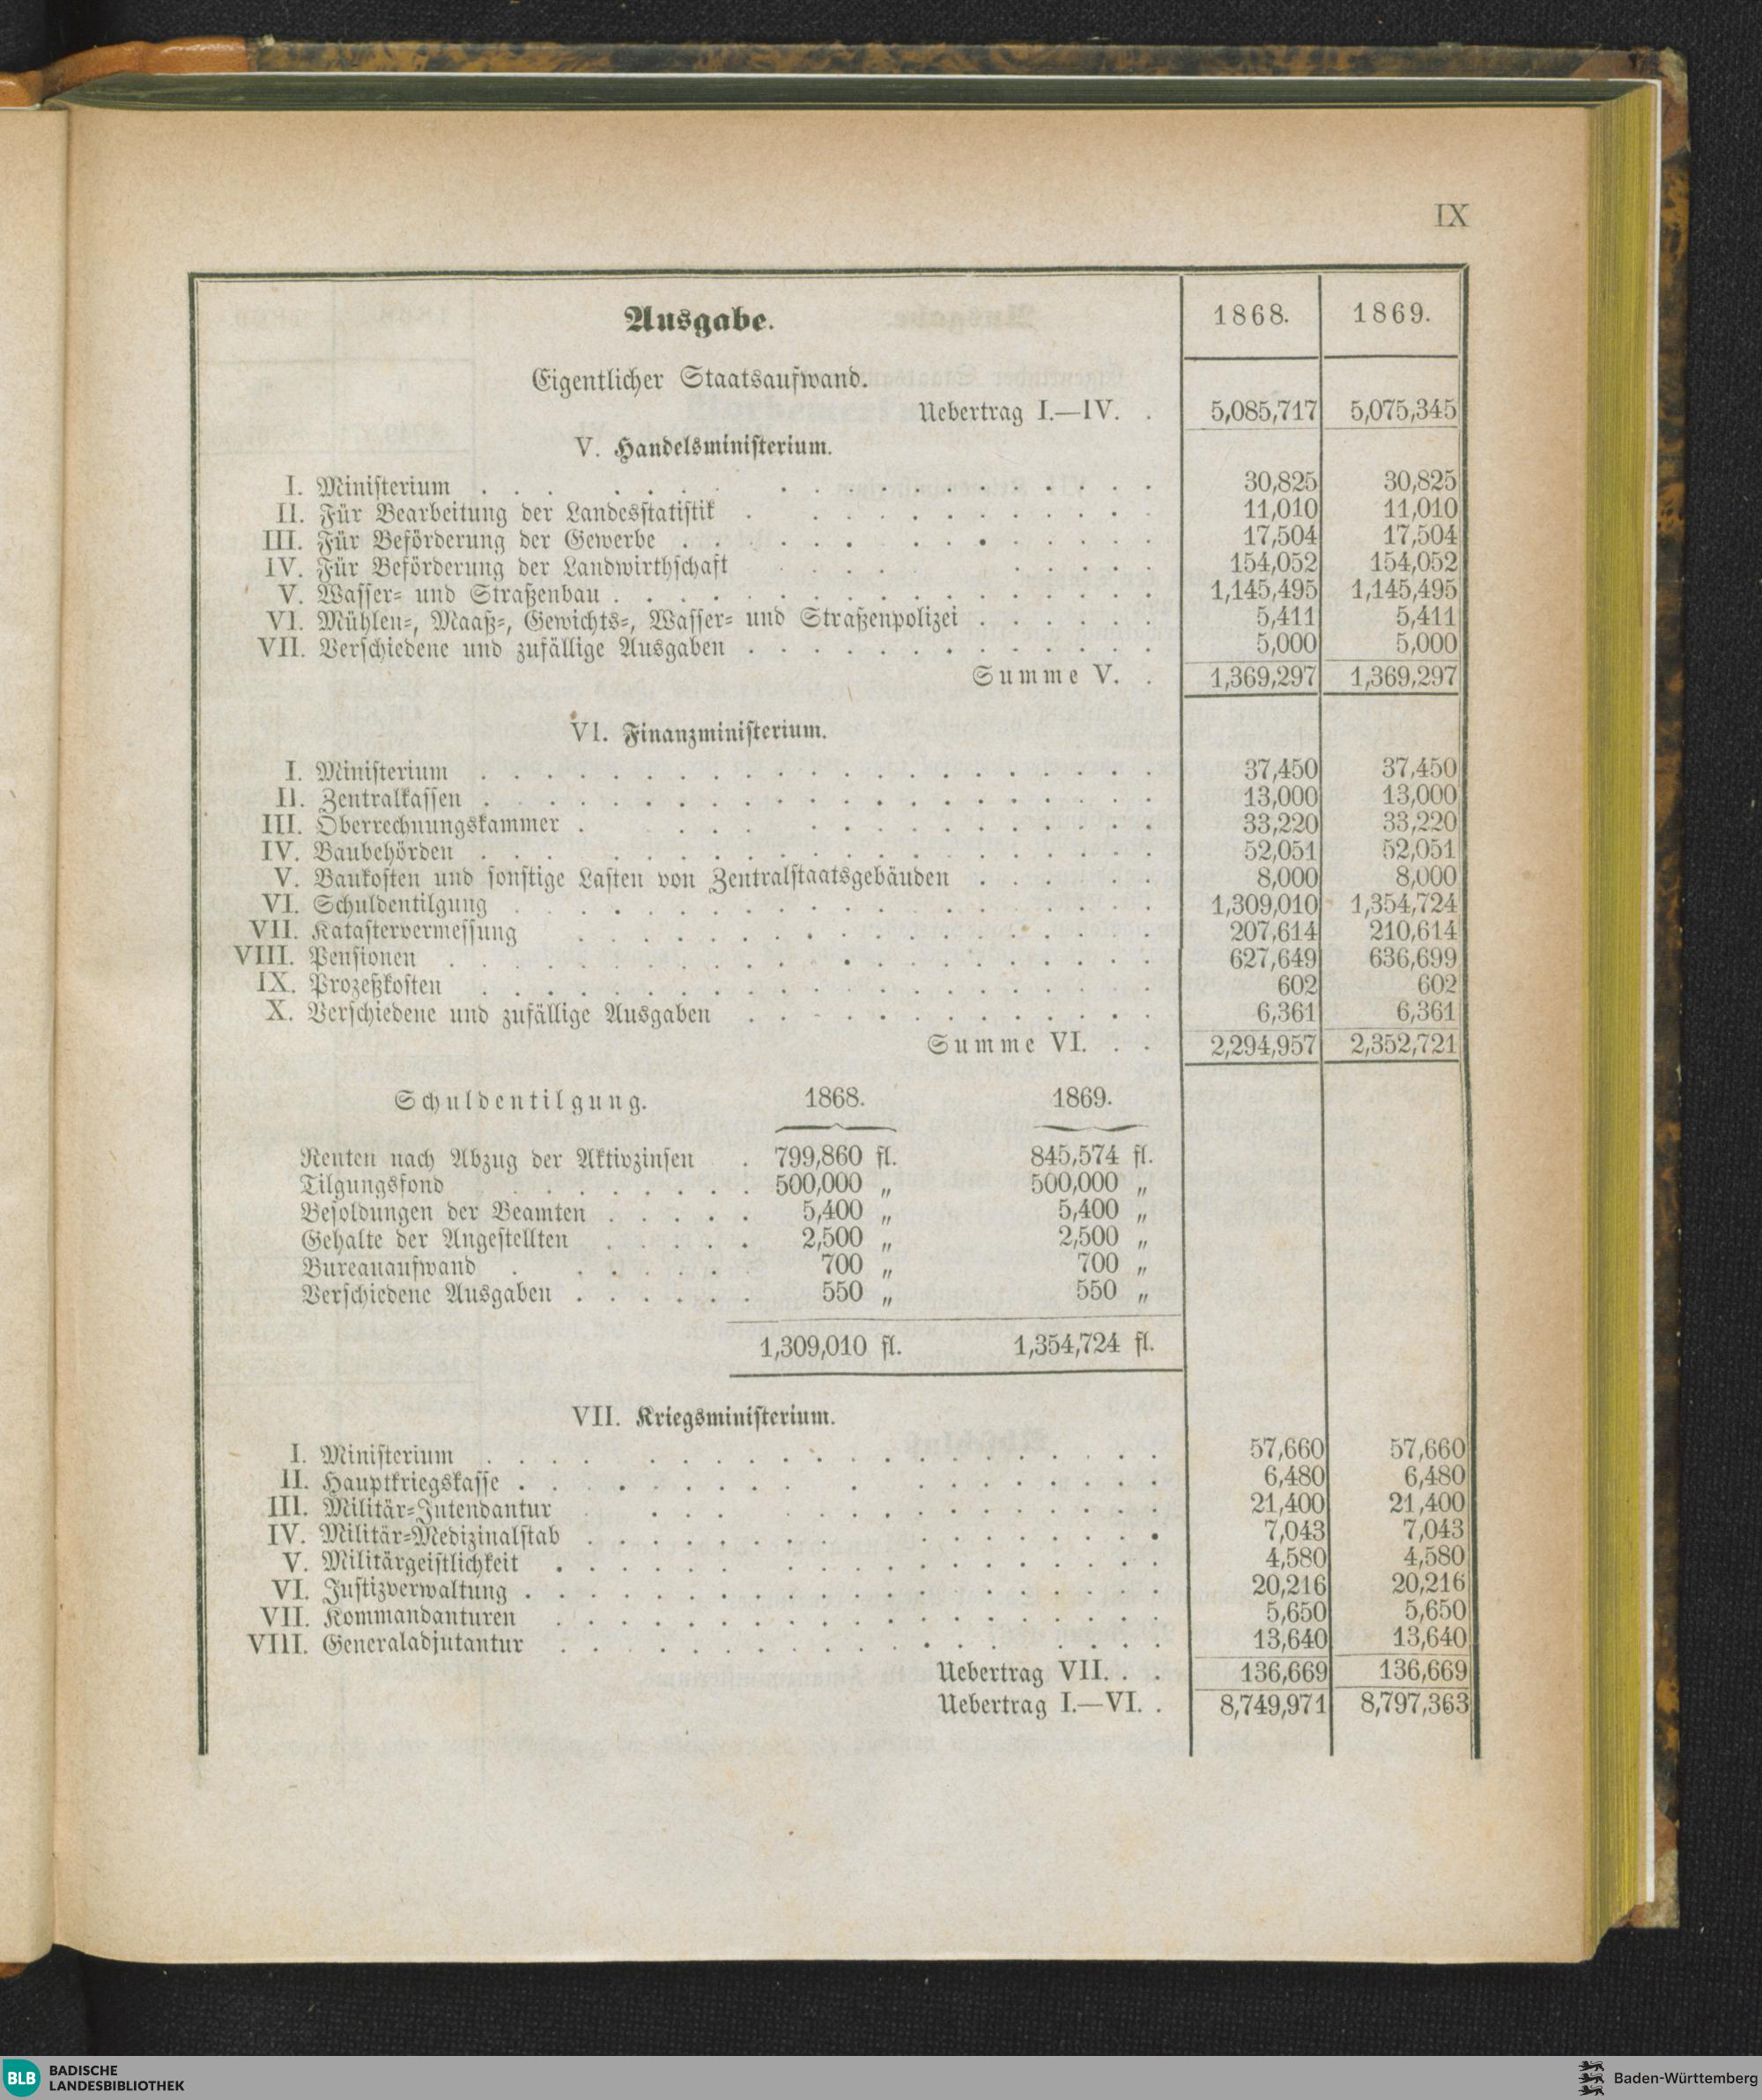 IX
Ausgabe. 1868. 1869.
Eigentlicher Staatsaufwand.
Uebertrag I.—IV. . 5,085,717 5,075,345
V. Handelsministerium.
I. Ministerium . . . . . . . . . . 30,825 30,825
II. Für Bearbeitung der Landesstatistik . . . . . . . . . . 11,010 11,010
III. Für Beförderung der Gewerbe . . . . . . . . . . 17,504 17,504
IV. Für Beförderung der Landwirthschaft . . . . . . . . . . 154,052 154,052
V. Wasser- und Straßenbau . . . . . . . . . . 1,145,495 1,145,495
VI. Mühlen-, Maaß-, Gewichts-, Wasser- und Straßenpolizei . . . . . . 5,411 5,411
VII. Verschiedene und zufällige Ausgaben . . . . . . . . . . 5,000 5,000
Summe V. . 1,369,297 1,369,297
VI. Finanzministerium.
I. Ministerium . . . . . . . . . . 37,450 37,450
II. Zentralkassen . . . . . . . . . . 13,000 13,000
III. Oberrechnungskammer . . . . . . . . . . 33,220 33,220
IV. Baubehörden . . . . . . . . . . 52,051 52,051
V. Baukosten und sonstige Lasten von Zentralstaatsgebäuden . . . . . . 8,000 8,000
VI. Schuldentilgung . . . . . . . . . . 1,309,010 1,354,724
VII. Katastervermessung . . . . . . . . . . 207,614 210,614
VIII. Pensionen . . . . . . . . . . 627,649 636,699
IX. Prozeßkosten . . . . . . . . . . 602 602
X. Verschiedene und zufällige Ausgaben . . . . . . . . . . 6,361 6,361
Summe VI. . . 2,294,957 2,352,721
Schuldentilgung. 1868. 1869.
Renten nach Abzug der Aktivzinsen . 799,860 fl. 845,574 fl.
Tilgungsfond . . . . . . . . 500,000 „ 500,000 „
Besoldungen der Beamten . . . . . 5,400 „ 5,400 „
Gehalte der Angestellten . . . . . 2,500 „ 2,500 „
Bureauaufwand . . . . . . 700 „ 700 „
Verschiedene Ausgaben . . . . . . 550 „ 550 „
1,309,010 fl. 1,354,724 fl.
VII. Kriegsministerium.
I. Ministerium . . . . . . . . . . 57,660 57,660
II. Hauptkriegskasse . . . . . . . . . . 6,480 6,480
III. Militär-Intendantur . . . . . . . . . . 21,400 21,400
IV. Militär-Medizinalstab . . . . . . . . . . 7,043 7,043
V. Militärgeistlichkeit . . . . . . . . . . 4,580 4,580
VI. Justizverwaltung . . . . . . . . . . 20,216 20,216
VII. Kommandanturen . . . . . . . . . . 5,650 5,650
VIII. Generaladjutantur . . . . . . . . . . 13,640 13,640
Uebertrag VII. . . 136,669 136,669
Uebertrag I.—VI. . 8,749,971 8,797,363
BLB BADISCHE
LANDESBIBLIOTHEK
Baden-Württemberg